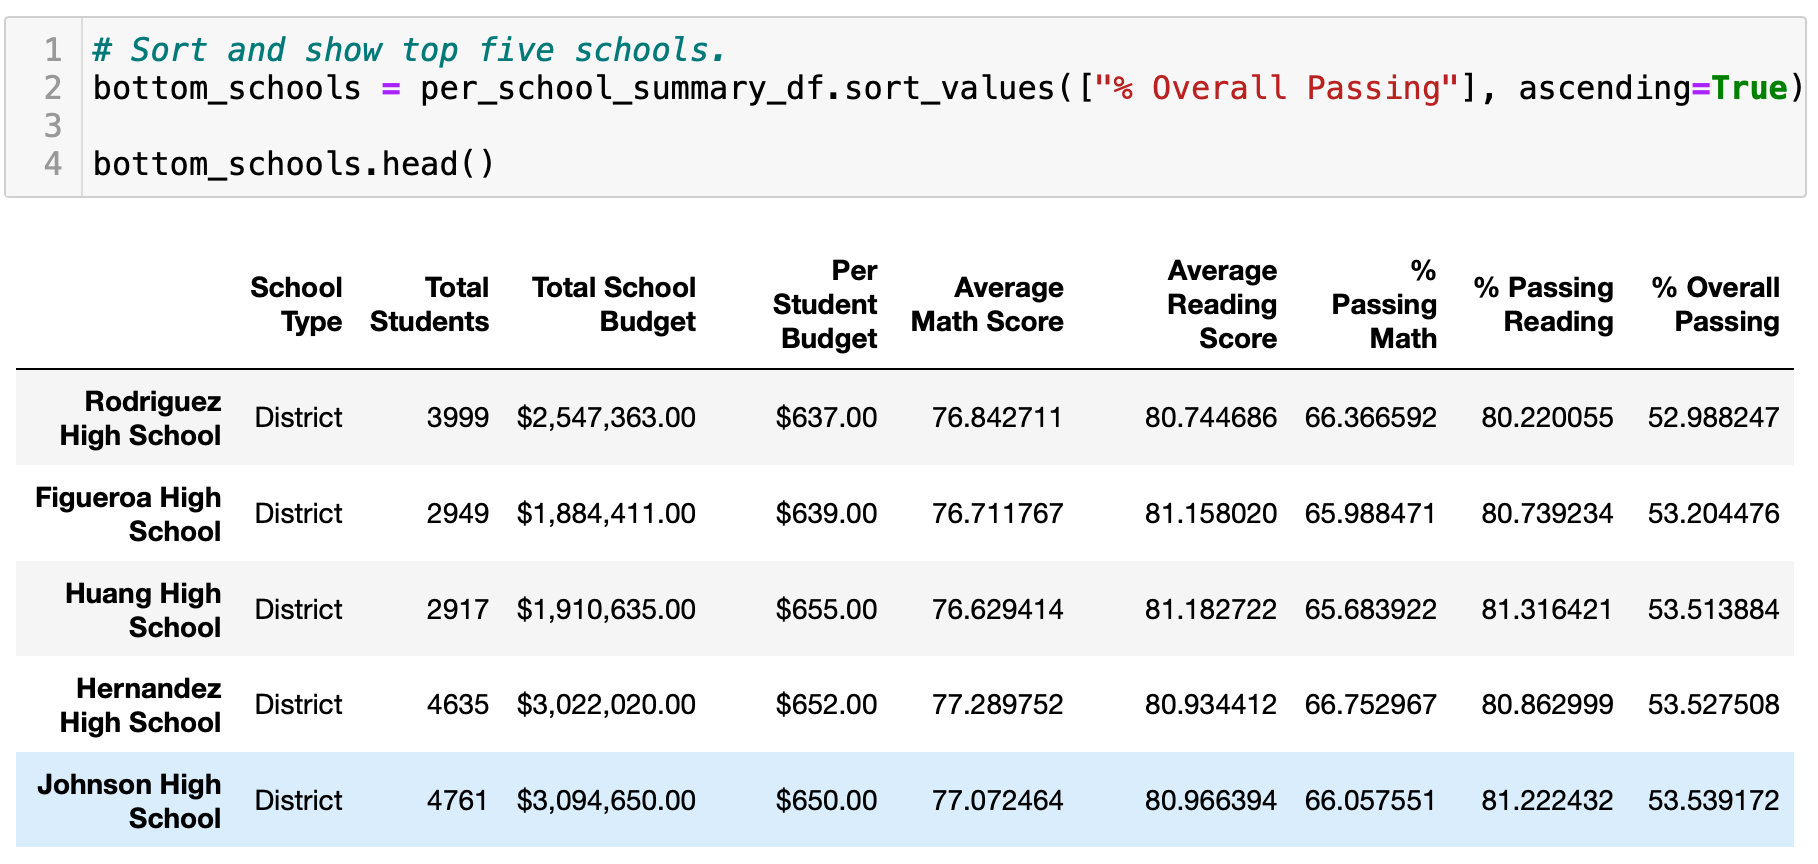 1 # Sort and show top five schools.
2 bottom_schools = per_school_summary_df.sort_values(["% Overall Passing"], ascending=True)
3
4 bottom_schools.head()
School Type Total Students Total School Budget Per Student Budget Average Math Score Average Reading Score % Passing Math % Passing Reading % Overall Passing
Rodriguez High School District 3999 $2,547,363.00 $637.00 76.842711 80.744686 66.366592 80.220055 52.988247
Figueroa High School District 2949 $1,884,411.00 $639.00 76.711767 81.158020 65.988471 80.739234 53.204476
Huang High School District 2917 $1,910,635.00 $655.00 76.629414 81.182722 65.683922 81.316421 53.513884
Hernandez High School District 4635 $3,022,020.00 $652.00 77.289752 80.934412 66.752967 80.862999 53.527508
Johnson High School District 4761 $3,094,650.00 $650.00 77.072464 80.966394 66.057551 81.222432 53.539172